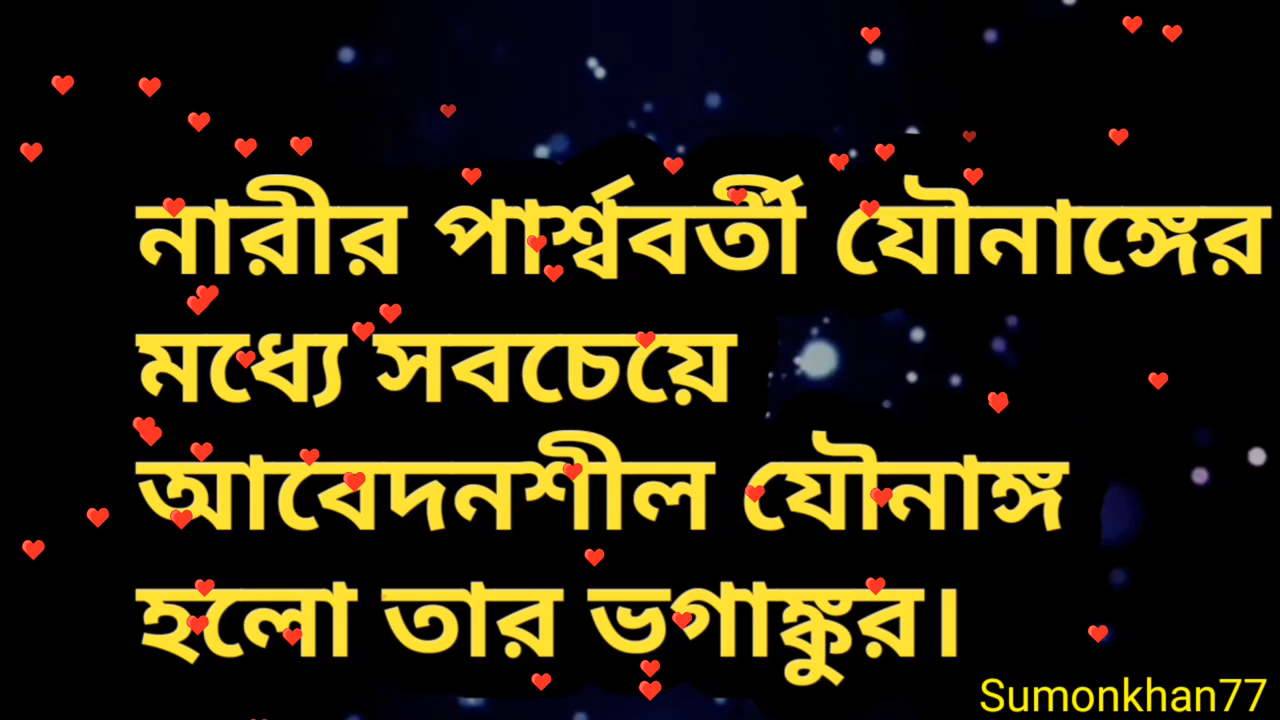 নারীর পার্শ্ববর্তী যৌনাঙ্গের
মধ্যে সবচেয়ে
আবেদনশীল যৌনাঙ্গ
হলো তার ভগাঙ্কুর।
Sumonkhan77